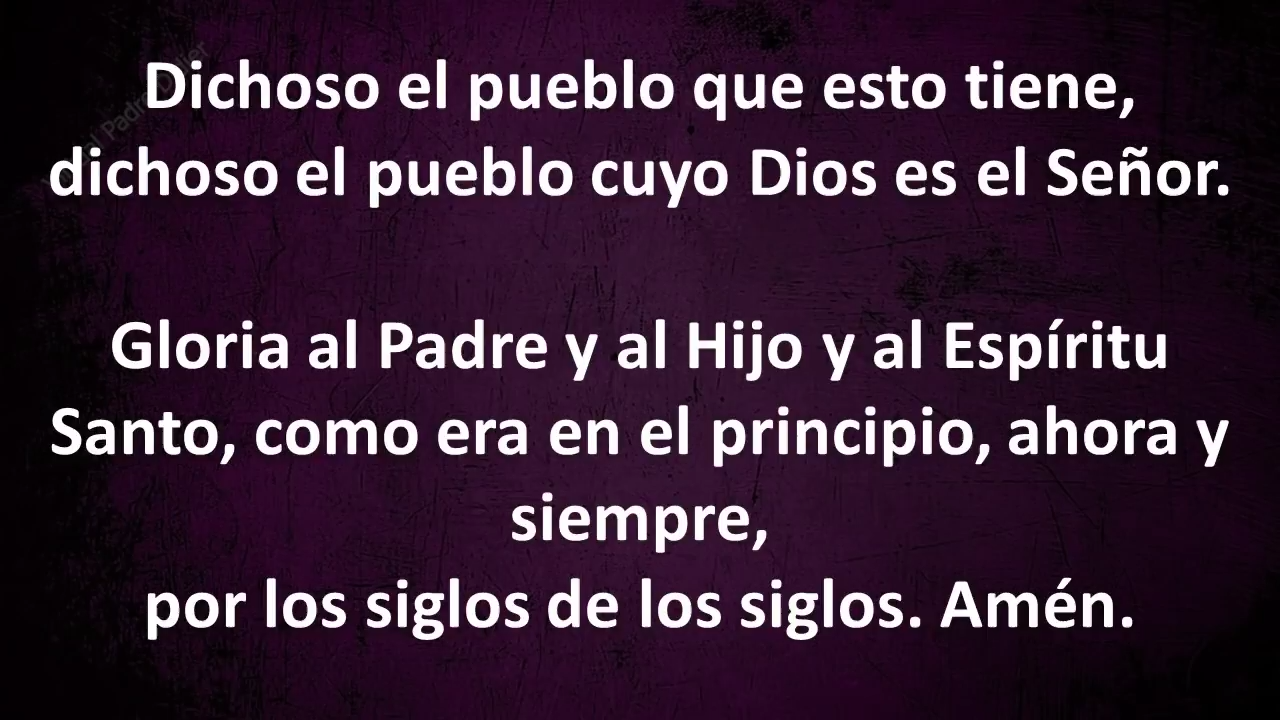 Dichoso el pueblo que esto tiene,
dichoso el pueblo cuyo Dios es el Señor.
Gloria al Padre y al Hijo y al Espíritu
Santo, como era en el principio, ahora y
siempre,
por los siglos de los siglos. Amén.